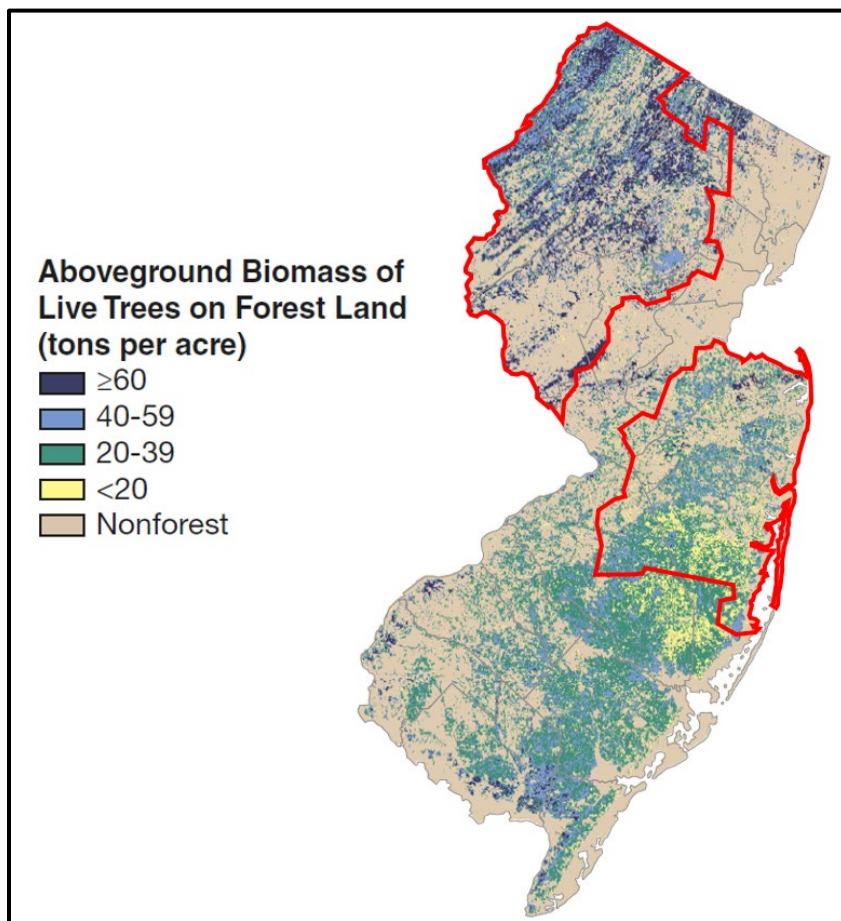 Aboveground Biomass of
Live Trees on Forest Land
(tons per acre)
≥60
40-59
20-39
<20
Nonforest